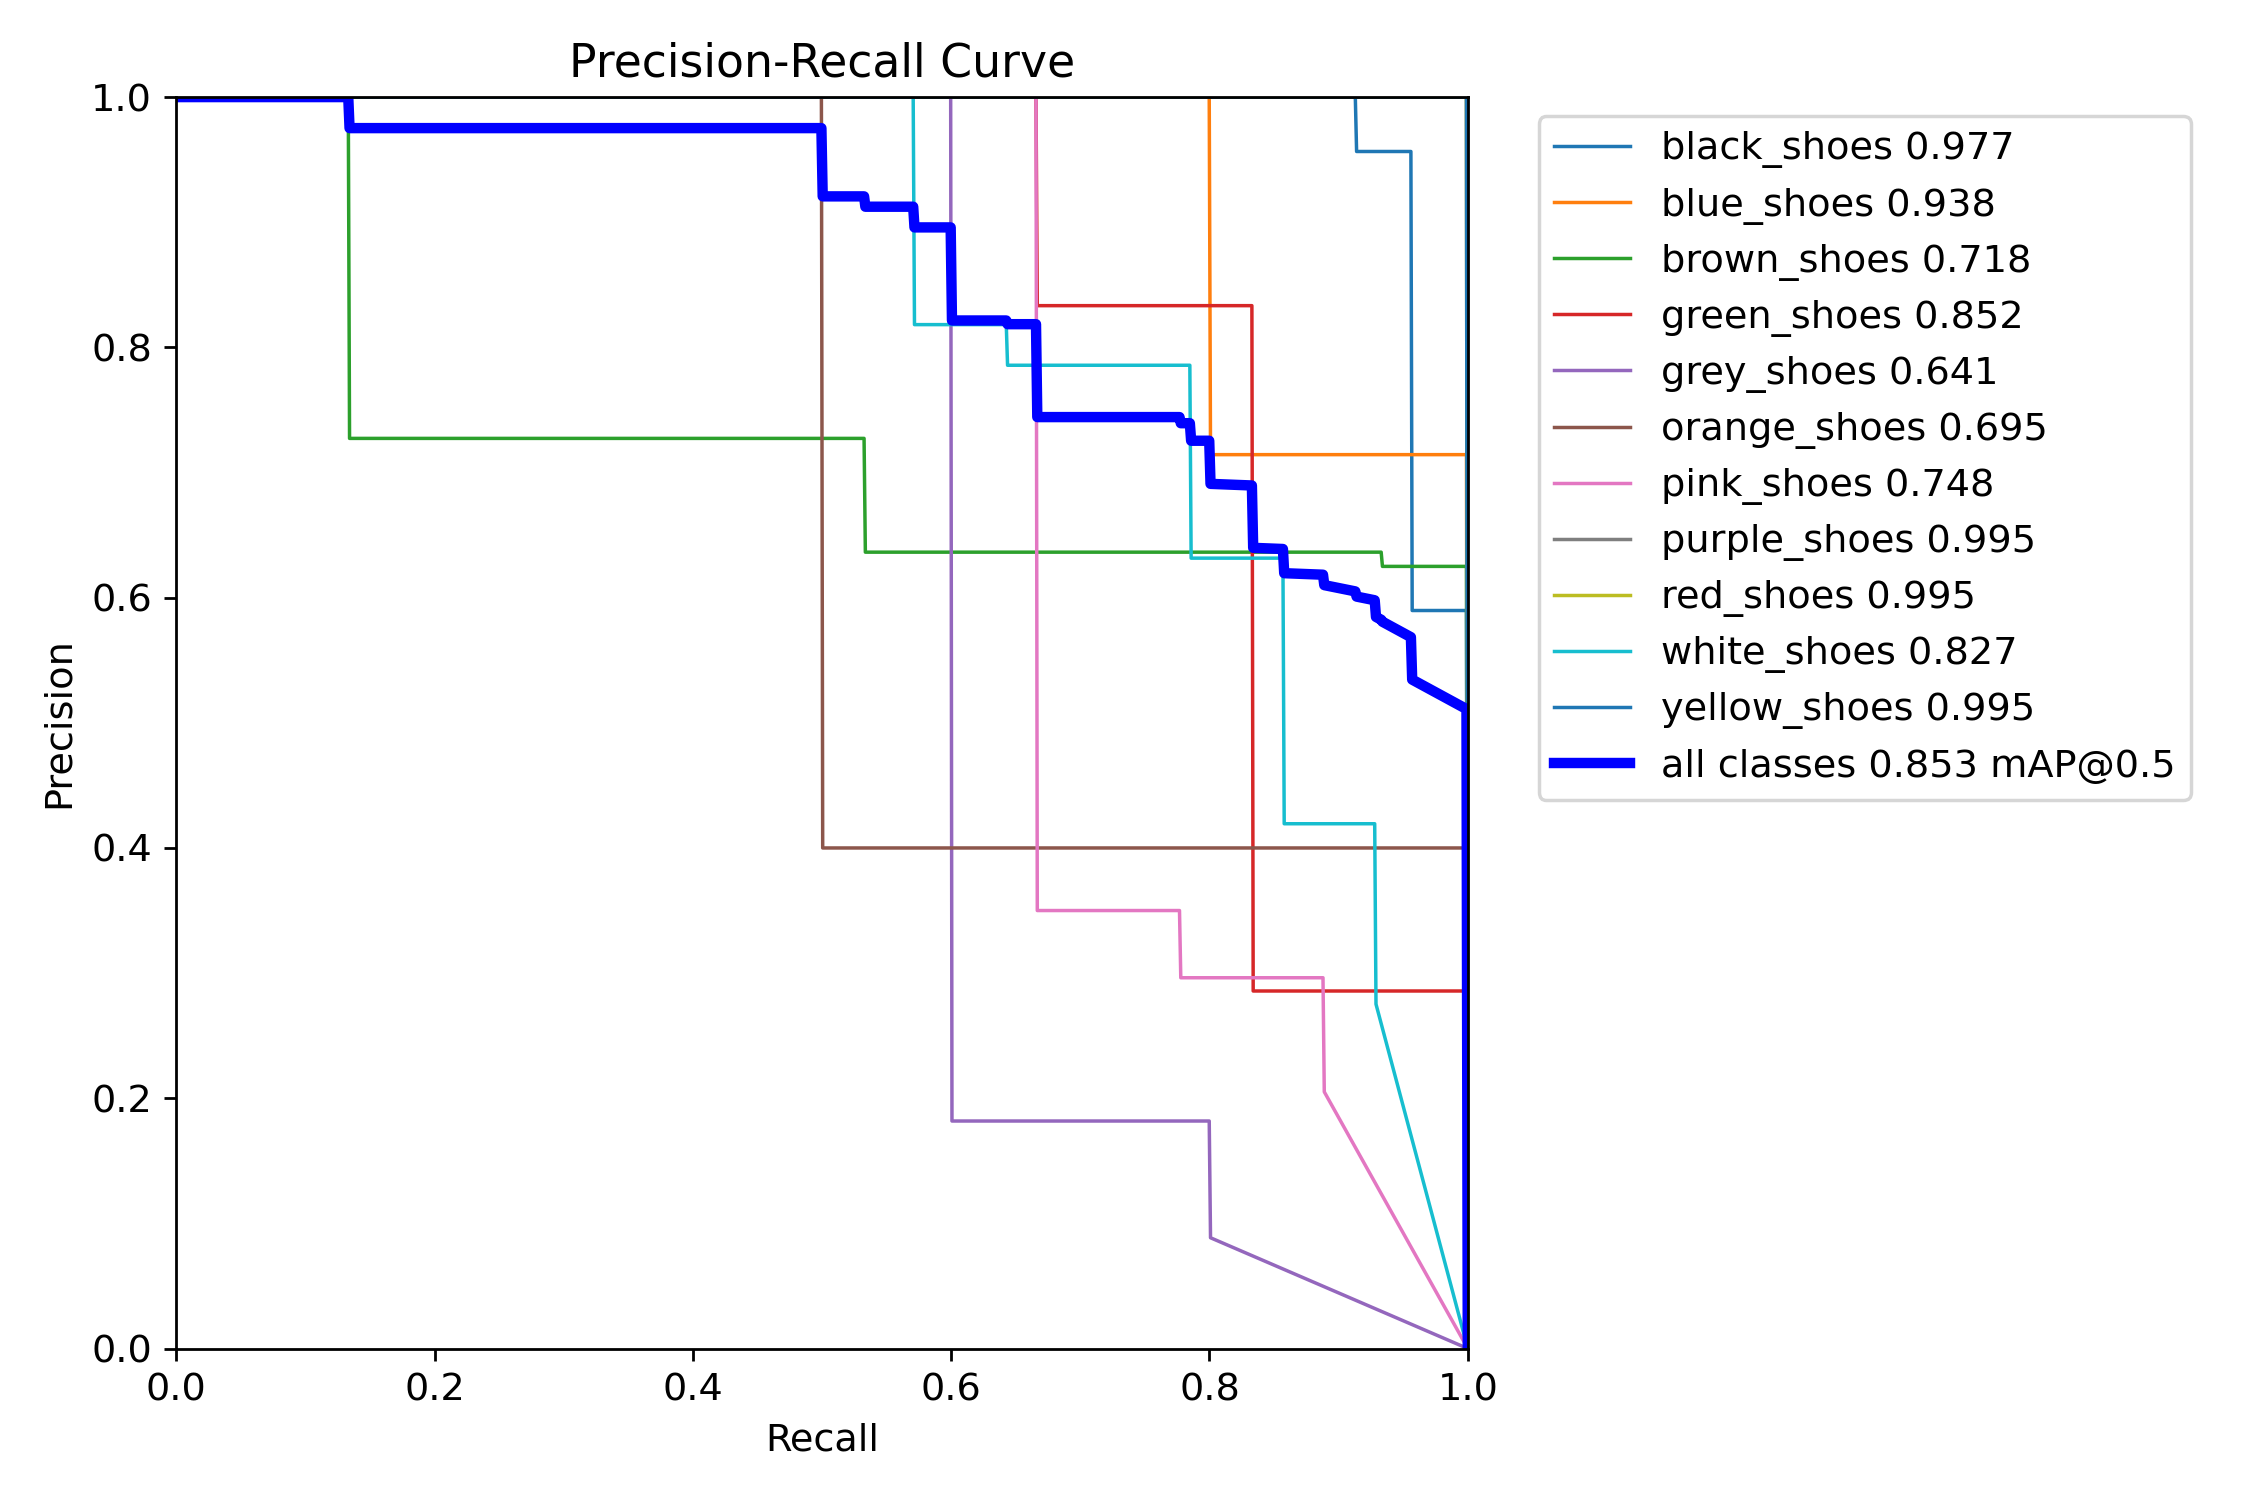 Precision-Recall Curve
1.0
0.8
0.6
0.4
0.2
0.0
Precision
0.0 0.2 0.4 0.6 0.8 1.0
Recall
black_shoes 0.977
blue_shoes 0.938
brown_shoes 0.718
green_shoes 0.852
grey_shoes 0.641
orange_shoes 0.695
pink_shoes 0.748
purple_shoes 0.995
red_shoes 0.995
white_shoes 0.827
yellow_shoes 0.995
all classes 0.853 mAP@0.5